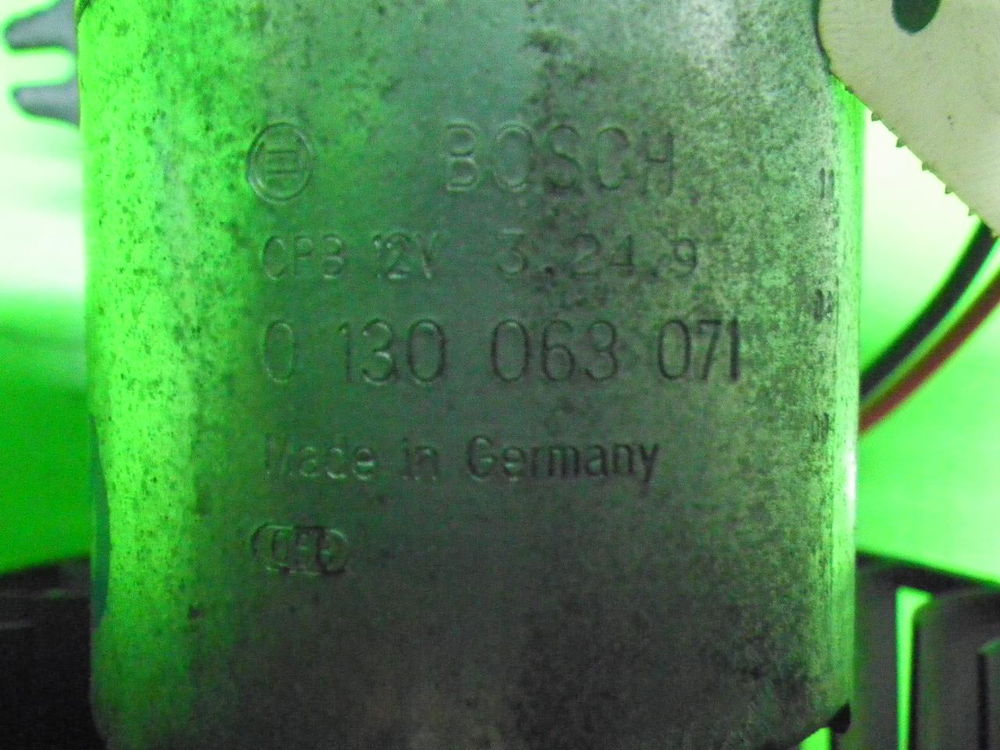 BOSCH
CPB 12V 3.24.9
0 130 063 071
Made in Germany